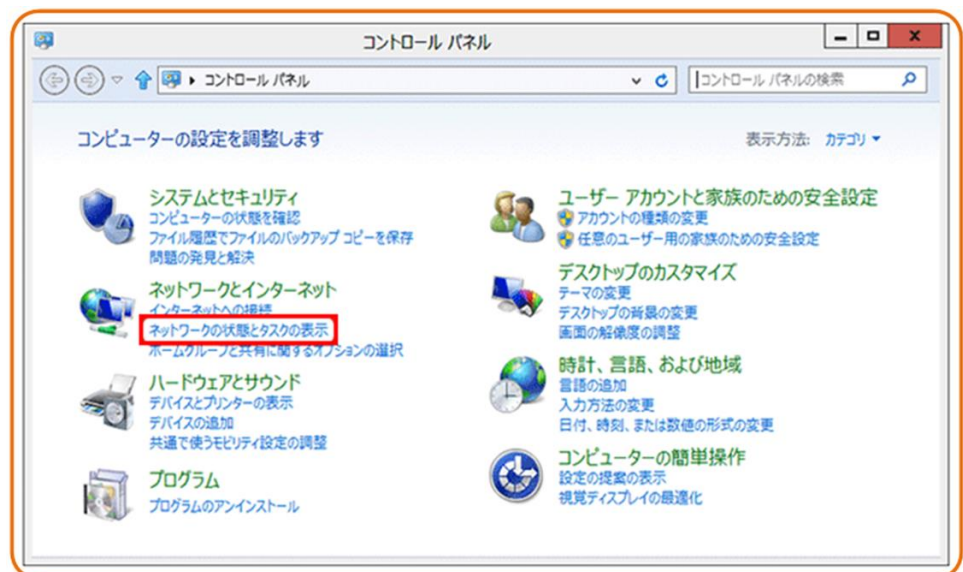 コントロール パネル
コントロール パネル
コントロール パネルの検索
コンピューターの設定を調整します
表示方法: カテゴリ
システムとセキュリティ
コンピューターの状態を確認
ファイル履歴でファイルのバックアップ コピーを保存
問題の発見と解決
ネットワークとインターネット
インターネットへの接続
ネットワークの状態とタスクの表示
ホームグループと共有に関するオプションの選択
ハードウェアとサウンド
デバイスとプリンターの表示
デバイスの追加
共通で使うモビリティ設定の調整
プログラム
プログラムのアンインストール
ユーザー アカウントと家族のための安全設定
アカウントの種類の変更
任意のユーザー用の家族のための安全設定
デスクトップのカスタマイズ
テーマの変更
デスクトップの背景の変更
画面の解像度の調整
時計、言語、および地域
言語の追加
入力方法の変更
日付、時刻、または数値の形式の変更
コンピューターの簡単操作
設定の提案の表示
視覚ディスプレイの最適化